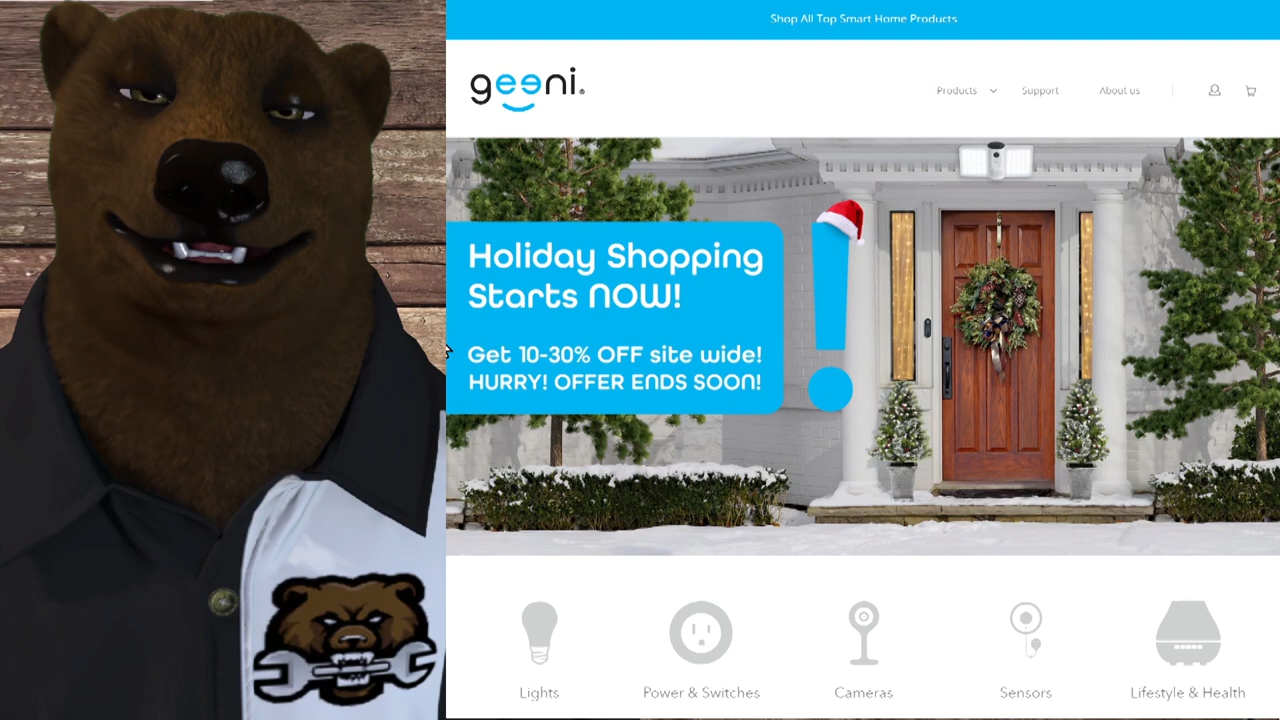 Shop All Top Smart Home Products
geeni®
Products
Support
About us
Holiday Shopping
Starts NOW!
Get 10-30% OFF site wide!
HURRY! OFFER ENDS SOON!
Lights
Power & Switches
Cameras
Sensors
Lifestyle & Health